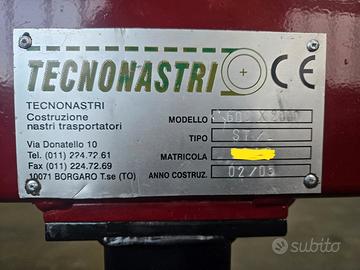 TECNONASTRI CE
TECNONASTRI
Costruzione
nastri trasportatori
Via Donatello 10
Tel. (011) 224.72.61
Fax (011) 224.72.69
10071 BORGARO T.se (TO)
MODELLO
TIPO
MATRICOLA
ANNO COSTRUZ. 02/03
subito